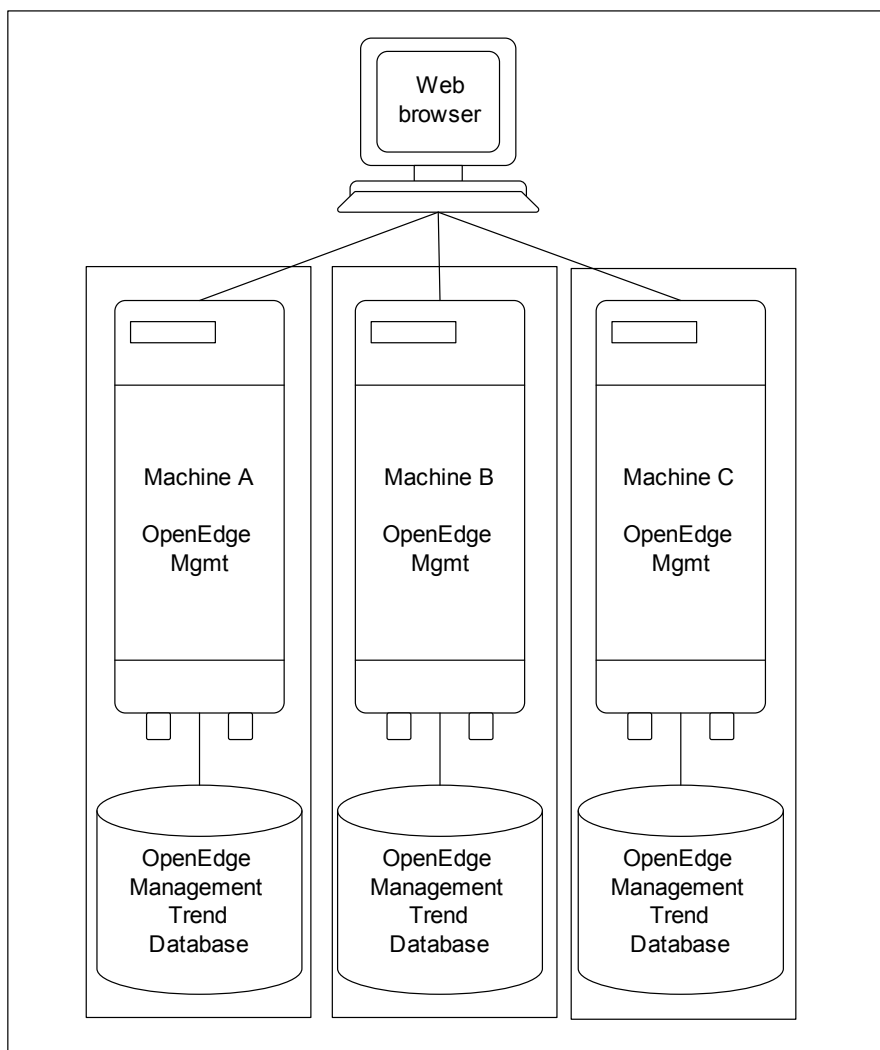 Web
browser
Machine A
OpenEdge
Mgmt
Machine B
OpenEdge
Mgmt
Machine C
OpenEdge
Mgmt
OpenEdge
Management
Trend
Database
OpenEdge
Management
Trend
Database
OpenEdge
Management
Trend
Database